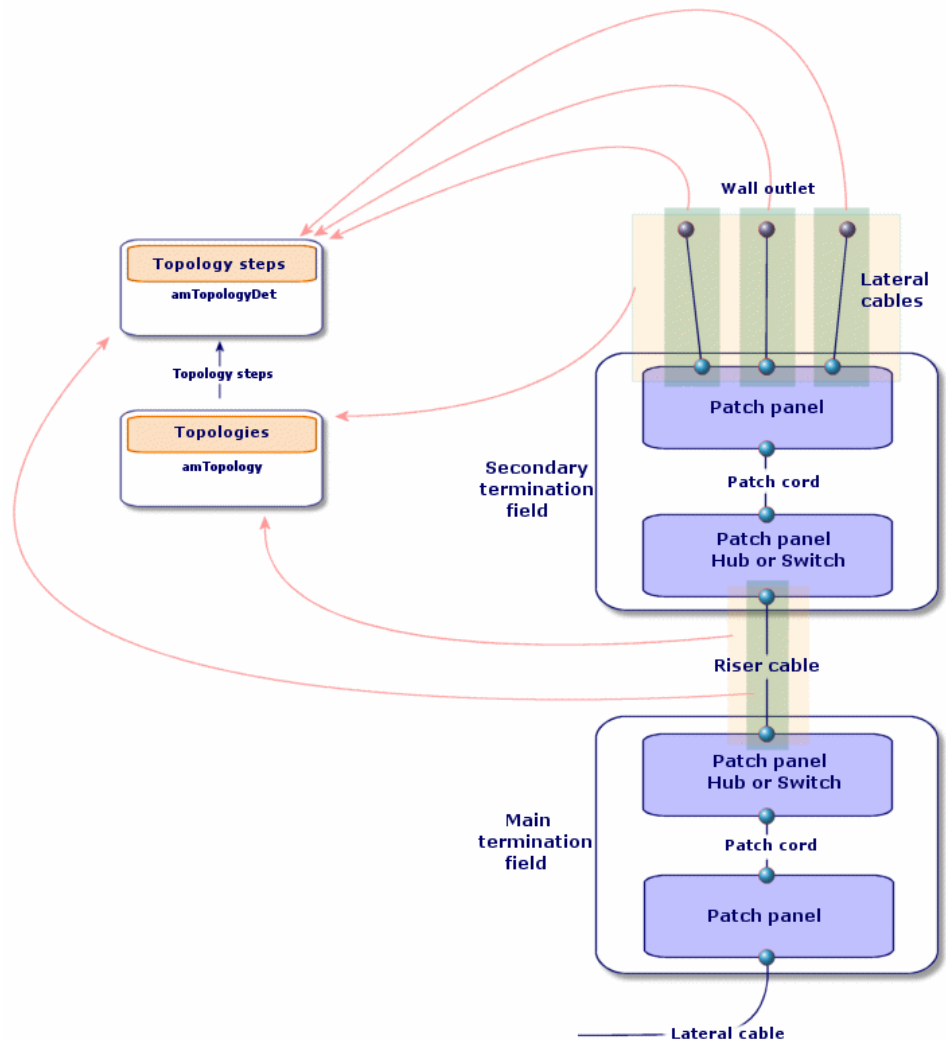 Wall outlet
Topology steps
amTopologyDet
Lateral
cables
Topology steps
Patch panel
Topologies
amTopology
Secondary
termination
field
Patch cord
Patch panel
Hub or Switch
Riser cable
Patch panel
Hub or Switch
Main
termination
field
Patch cord
Patch panel
Lateral cable